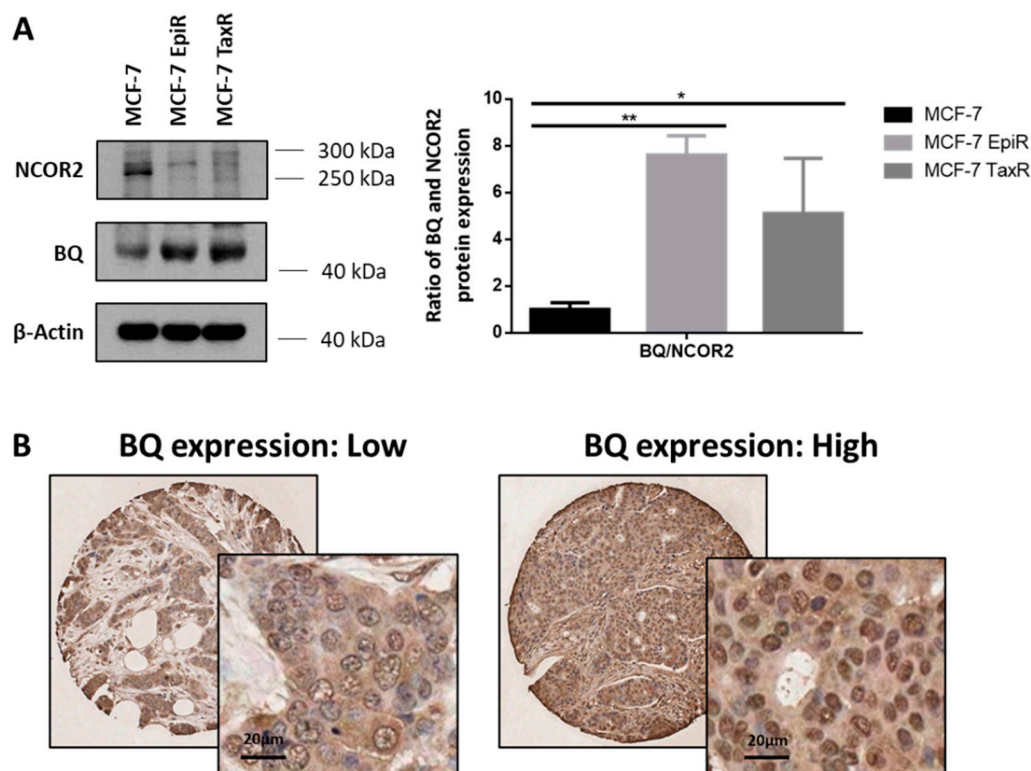 A
MCF-7
MCF-7 EpiR
MCF-7 TaxR
NCOR2
300 kDa
250 kDa
BQ
40 kDa
β-Actin
40 kDa
Ratio of BQ and NCOR2
protein expression
10
8
6
4
2
0
*
**
BQ/NCOR2
MCF-7
MCF-7 EpiR
MCF-7 TaxR
B
BQ expression: Low
BQ expression: High
20μm
20μm